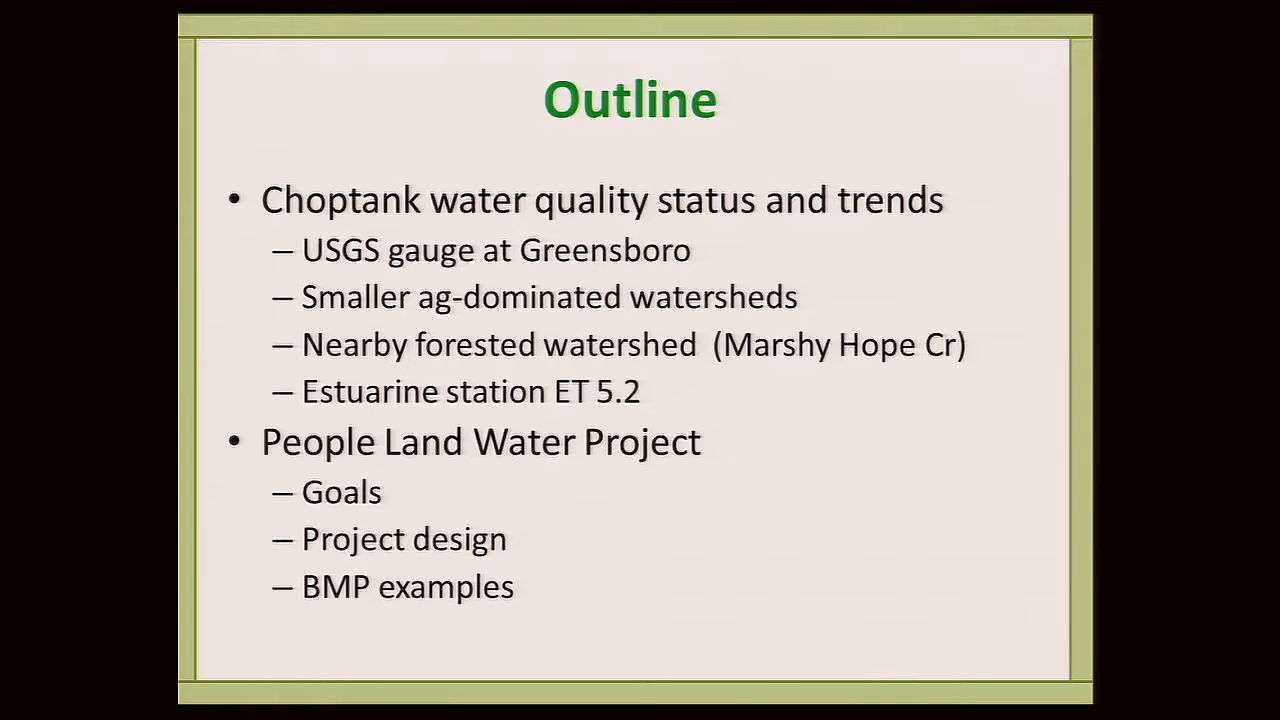 Outline
• Choptank water quality status and trends
– USGS gauge at Greensboro
– Smaller ag-dominated watersheds
– Nearby forested watershed (Marshy Hope Cr)
– Estuarine station ET 5.2
• People Land Water Project
– Goals
– Project design
– BMP examples